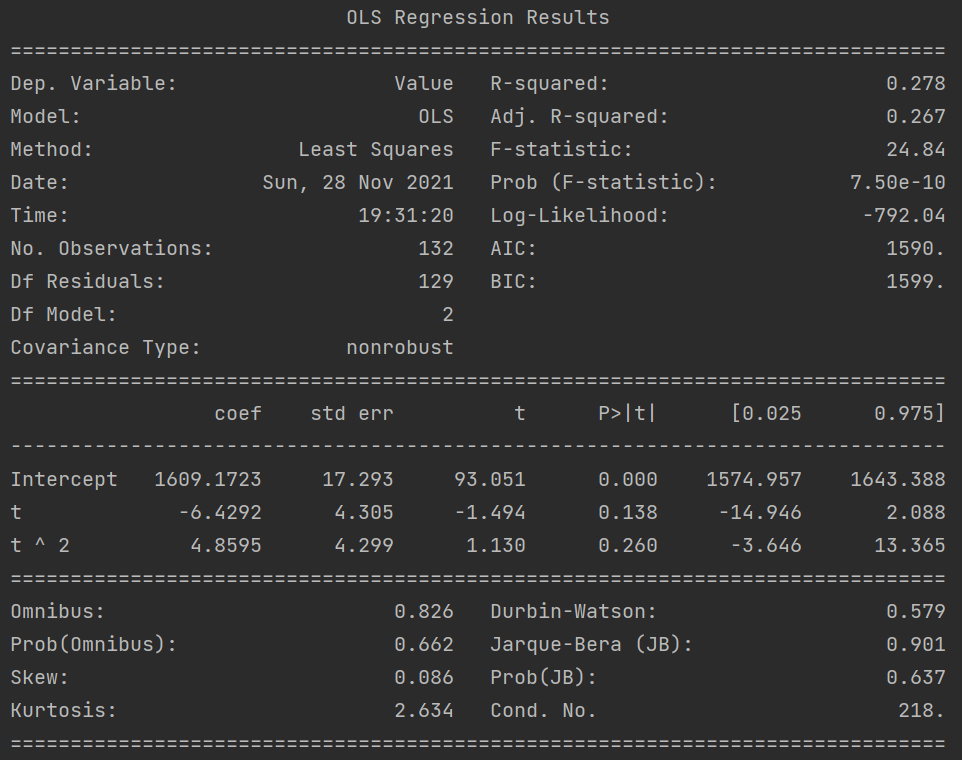 OLS Regression Results
==============================================================================
Dep. Variable:                  Value   R-squared:                       0.278
Model:                            OLS   Adj. R-squared:                  0.267
Method:                 Least Squares   F-statistic:                     24.84
Date:                Sun, 28 Nov 2021   Prob (F-statistic):           7.50e-10
Time:                        19:31:20   Log-Likelihood:                -792.04
No. Observations:                 132   AIC:                             1590.
Df Residuals:                     129   BIC:                             1599.
Df Model:                           2
Covariance Type:            nonrobust
==============================================================================
                 coef    std err          t      P>|t|      [0.025      0.975]
------------------------------------------------------------------------------
Intercept   1609.1723     17.293     93.051      0.000    1574.957    1643.388
t             -6.4292      4.305     -1.494      0.138     -14.946       2.088
t ^ 2          4.8595      4.299      1.130      0.260      -3.646      13.365
==============================================================================
Omnibus:                        0.826   Durbin-Watson:                   0.579
Prob(Omnibus):                  0.662   Jarque-Bera (JB):                0.901
Skew:                           0.086   Prob(JB):                        0.637
Kurtosis:                       2.634   Cond. No.                         218.
==============================================================================